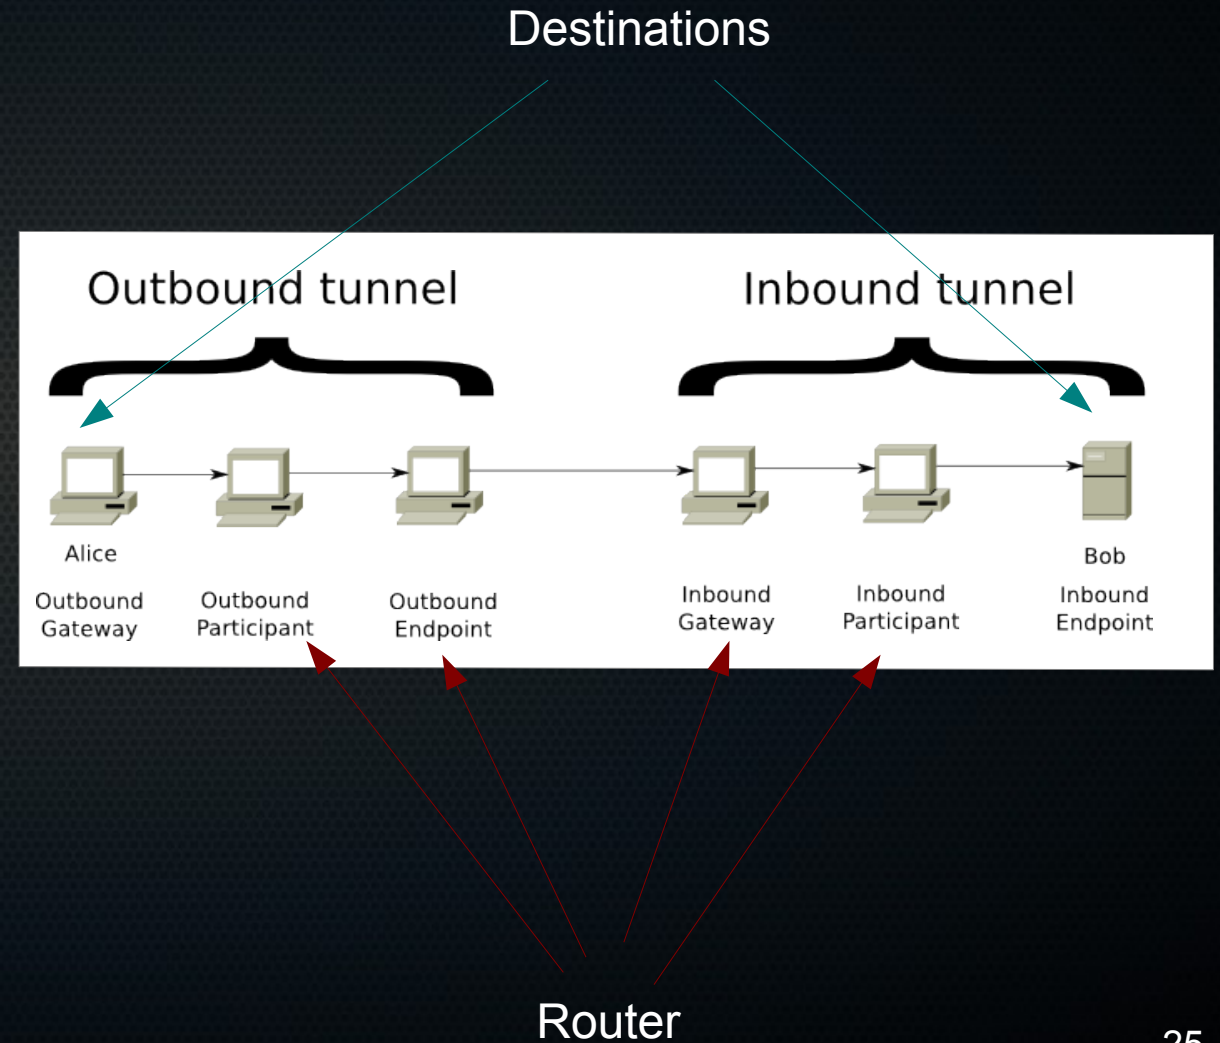 Destinations
Outbound tunnel
Inbound tunnel
Alice
Bob
Outbound
Gateway
Outbound
Participant
Outbound
Endpoint
Inbound
Gateway
Inbound
Participant
Inbound
Endpoint
Router
25